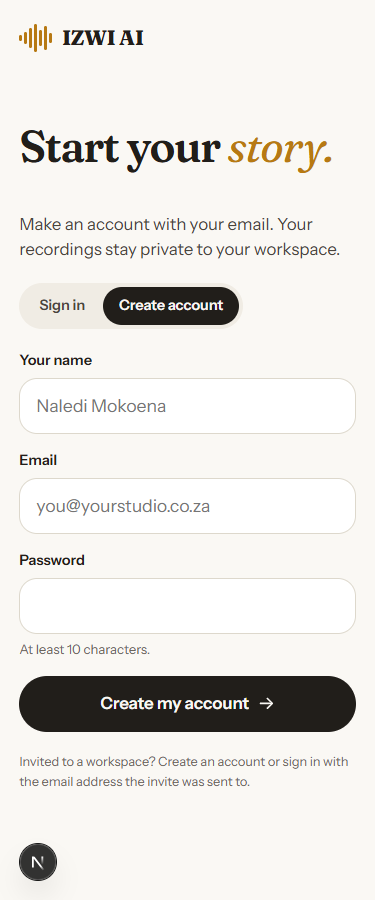 IZWI AI
Start your story.
Make an account with your email. Your
recordings stay private to your workspace.
Sign in
Create account
Your name
Naledi Mokoena
Email
you@yourstudio.co.za
Password
At least 10 characters.
Create my account →
Invited to a workspace? Create an account or sign in with
the email address the invite was sent to.
N